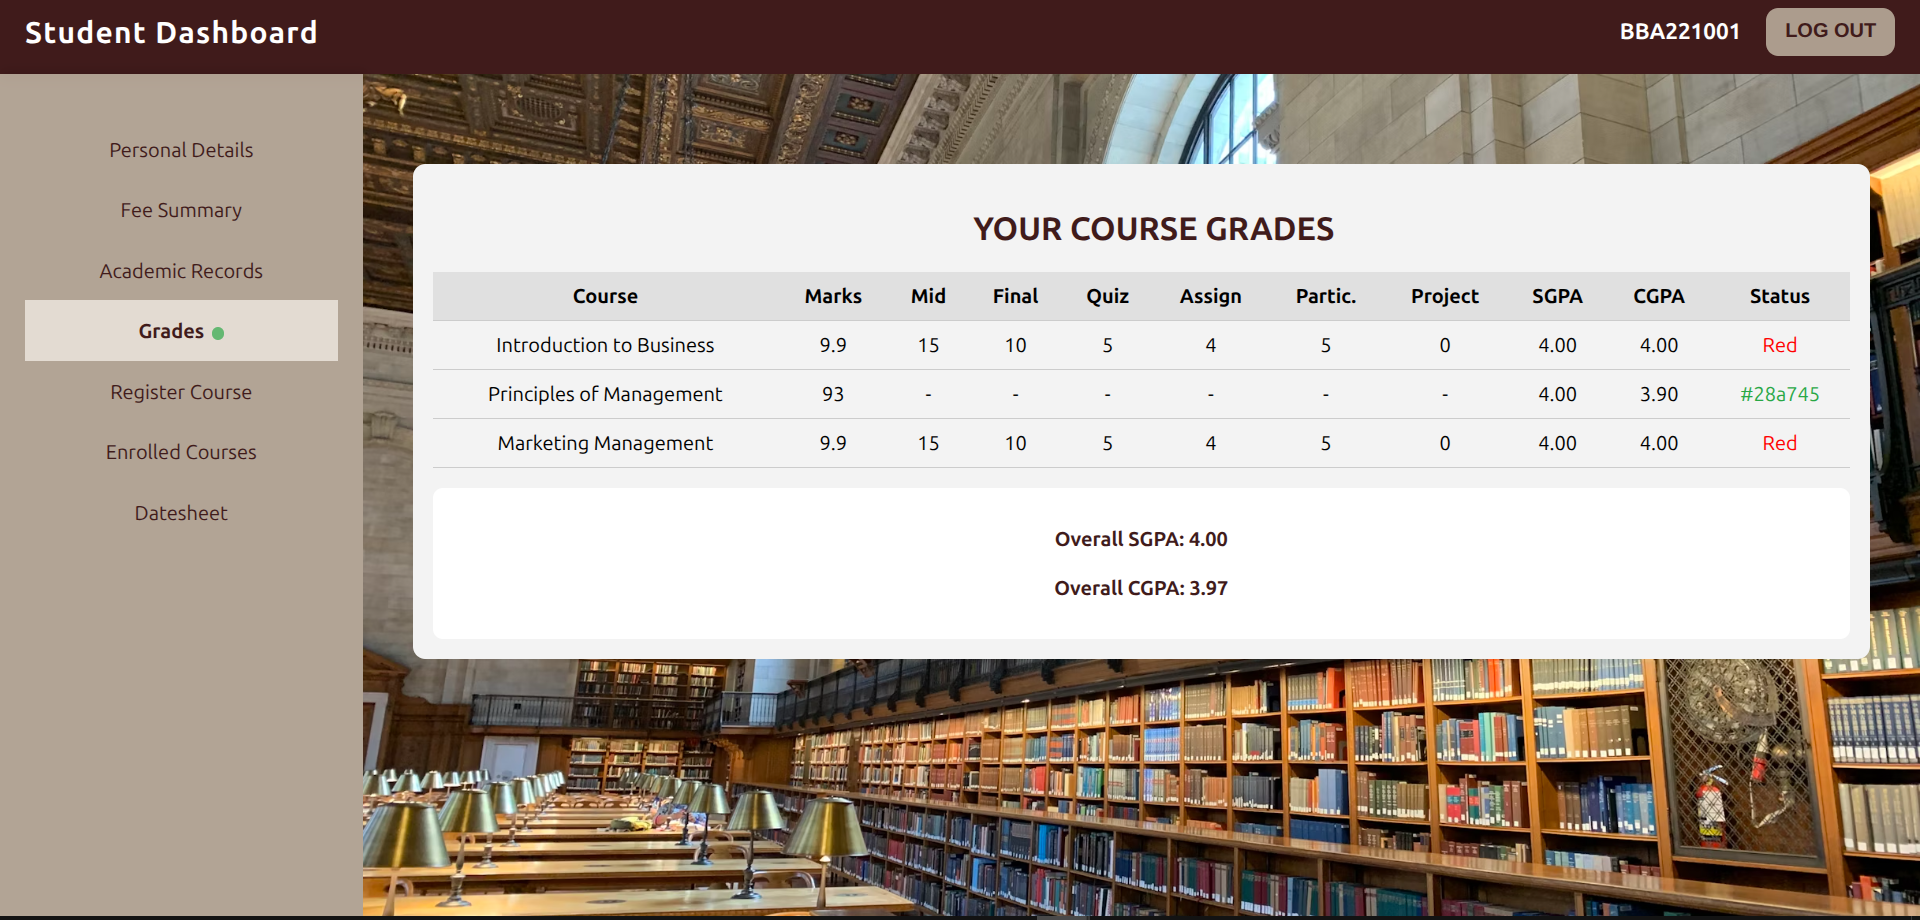 Student Dashboard
BBA221001
LOG OUT
Personal Details
Fee Summary
Academic Records
Grades
Register Course
Enrolled Courses
Datesheet
YOUR COURSE GRADES
Course Marks Mid Final Quiz Assign Partic. Project SGPA CGPA Status
Introduction to Business 9.9 15 10 5 4 5 0 4.00 4.00 Red
Principles of Management 93 - - - - - - 4.00 3.90 #28a745
Marketing Management 9.9 15 10 5 4 5 0 4.00 4.00 Red
Overall SGPA: 4.00
Overall CGPA: 3.97